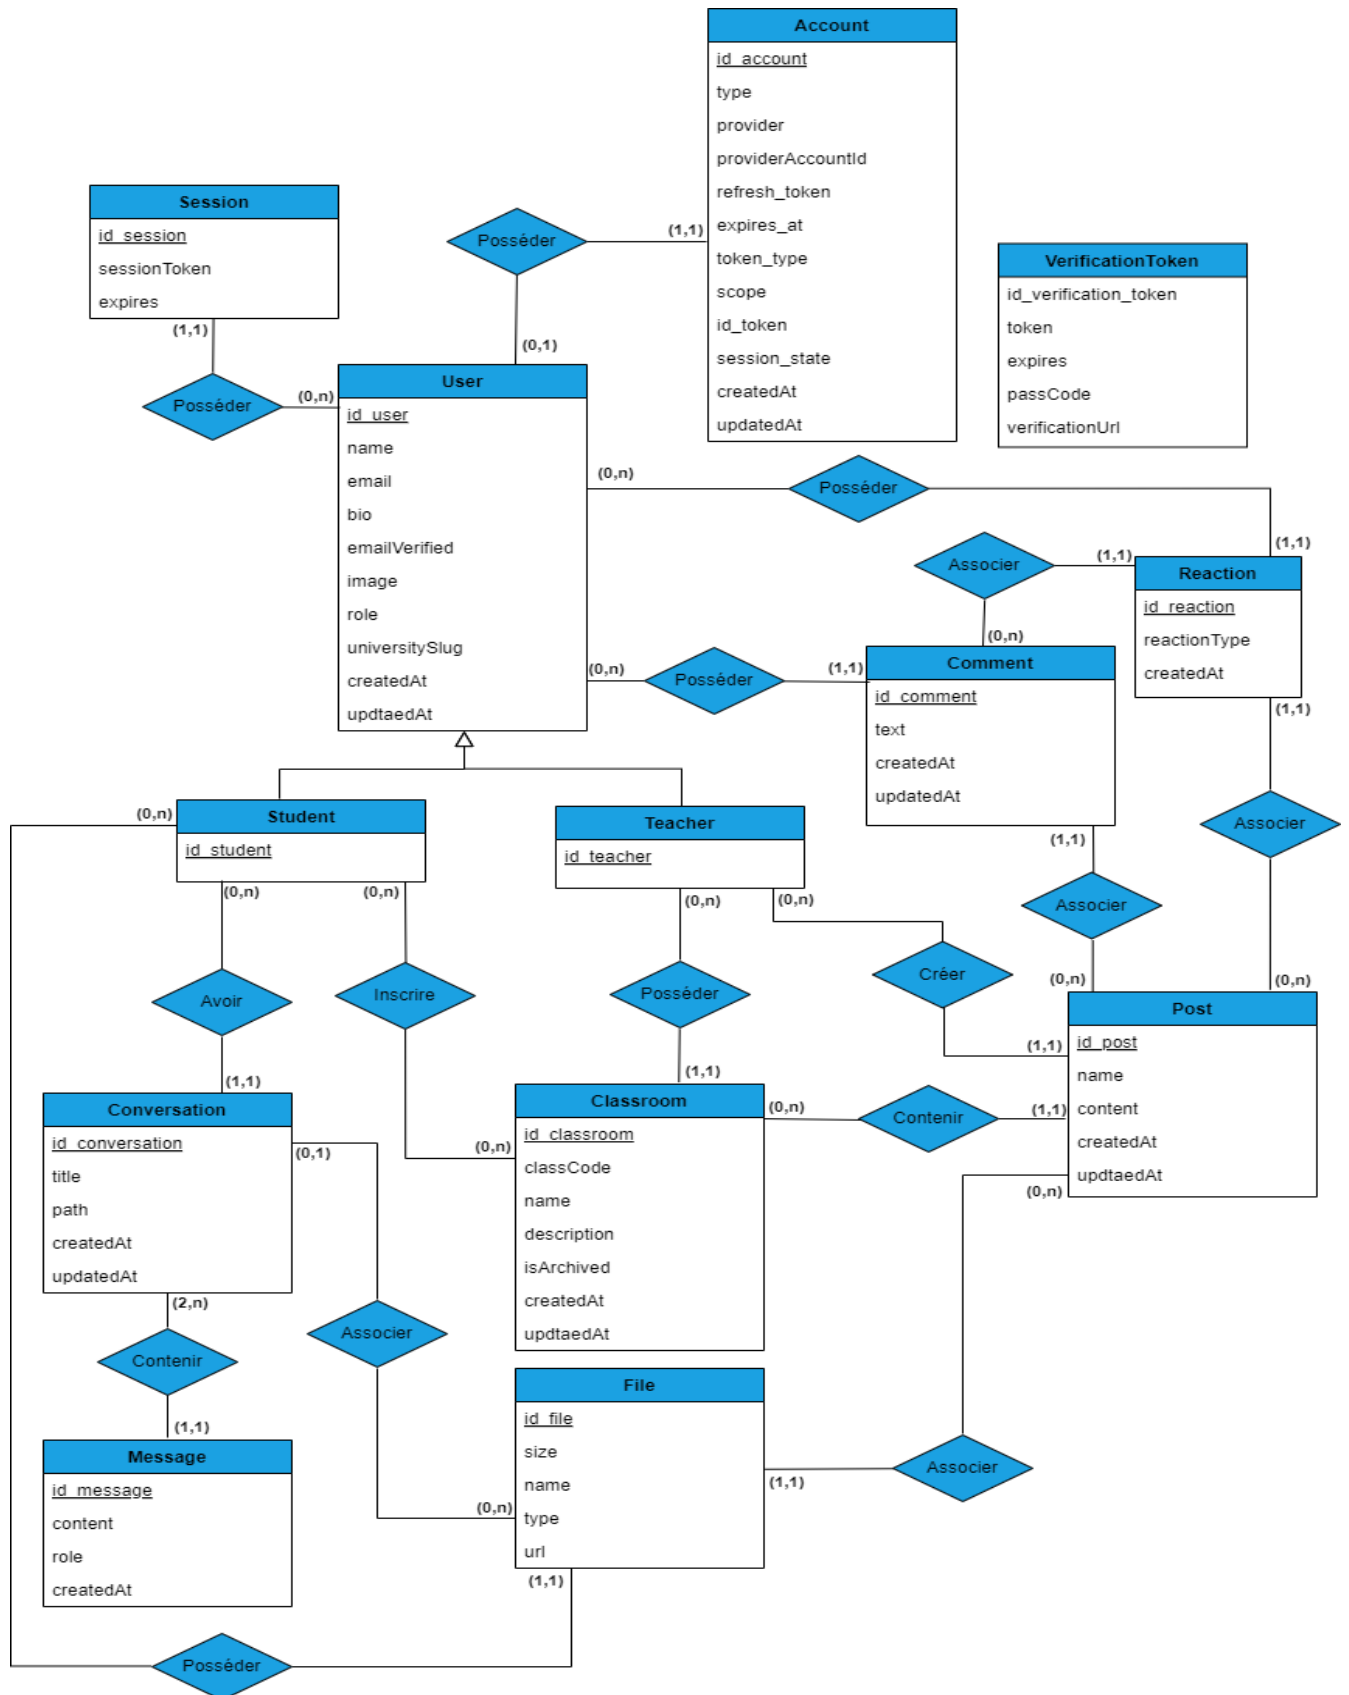 Account
id_account
type
provider
providerAccountId
refresh_token
expires_at
token_type
scope
id_token
session_state
createdAt
updatedAt
Session
id_session
sessionToken
expires
(1,1)
Posséder
(0,n)
Posséder
(1,1)
(0,1)
VerificationToken
id_verification_token
token
expires
passCode
verificationUrl
User
id_user
name
email
bio
emailVerified
image
role
universitySlug
createdAt
updtaedAt
(0,n)
Posséder
(1,1)
Associer
(1,1)
(0,n)
Reaction
id_reaction
reactionType
createdAt
(1,1)
(0,n)
Posséder
(1,1)
Comment
id_comment
text
createdAt
updatedAt
(1,1)
Associer
(0,n)
Associer
(0,n)
(0,n)
Student
id_student
(0,n)
(0,n)
Teacher
id_teacher
(0,n)
(0,n)
Avoir
Inscrire
Posséder
Créer
(1,1)
(1,1)
(1,1)
Post
id_post
name
content
createdAt
updtaedAt
(0,n)
Conversation
id_conversation
title
path
createdAt
updatedAt
(0,1)
(2,n)
(0,n)
Classroom
id_classroom
classCode
name
description
isArchived
createdAt
updtaedAt
(0,n)
Contenir
(1,1)
Contenir
(1,1)
Associer
(0,n)
Message
id_message
content
role
createdAt
File
id_file
size
name
type
url
(1,1)
Associer
(1,1)
Posséder